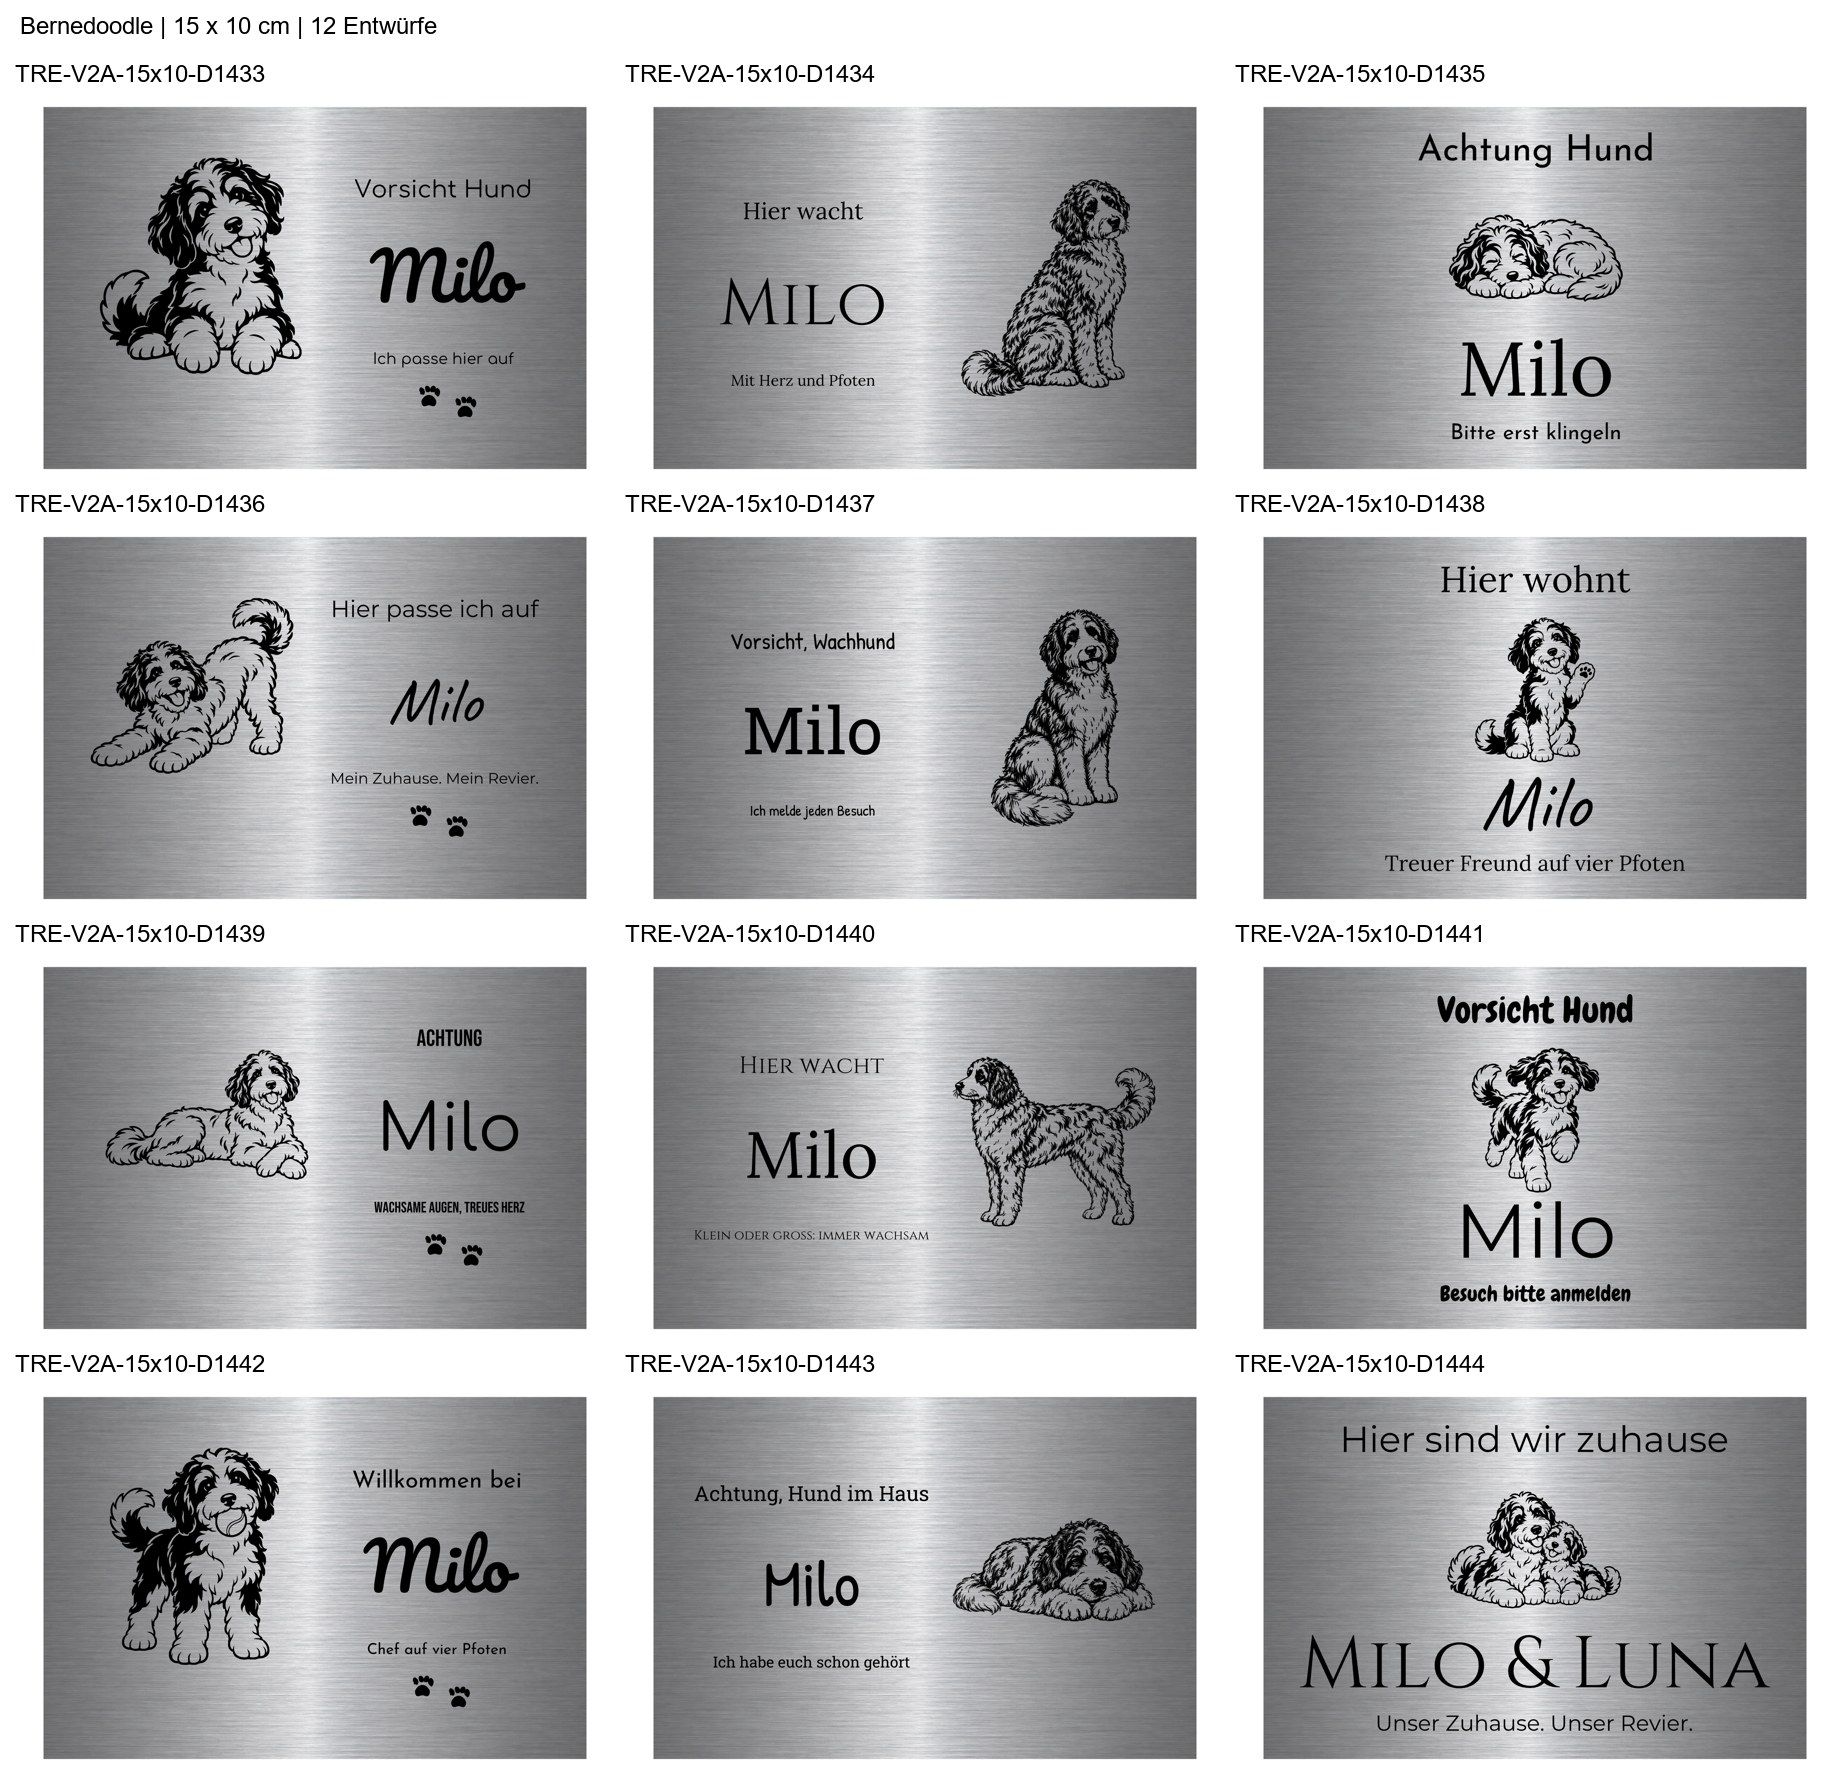 Bernedoodle | 15 x 10 cm | 12 Entwürfe
TRE-V2A-15x10-D1433
Vorsicht Hund
Milo
Ich passe hier auf
TRE-V2A-15x10-D1434
Hier wacht
Milo
Mit Herz und Pfoten
TRE-V2A-15x10-D1435
Achtung Hund
Milo
Bitte erst klingeln
TRE-V2A-15x10-D1436
Hier passe ich auf
Milo
Mein Zuhause. Mein Revier.
TRE-V2A-15x10-D1437
Vorsicht, Wachhund
Milo
Ich melde jeden Besuch
TRE-V2A-15x10-D1438
Hier wohnt
Milo
Treuer Freund auf vier Pfoten
TRE-V2A-15x10-D1439
ACHTUNG
Milo
WACHSAME AUGEN, TREUES HERZ
TRE-V2A-15x10-D1440
Hier wacht
Milo
Klein oder gross: immer wachsam
TRE-V2A-15x10-D1441
Vorsicht Hund
Milo
Besuch bitte anmelden
TRE-V2A-15x10-D1442
Willkommen bei
Milo
Chef auf vier Pfoten
TRE-V2A-15x10-D1443
Achtung, Hund im Haus
Milo
Ich habe euch schon gehört
TRE-V2A-15x10-D1444
Hier sind wir zuhause
Milo & Luna
Unser Zuhause. Unser Revier.